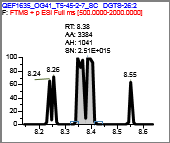 QEF1635_OG41_T5-45-2-7_SC DGTS-26:2
F: FTMS + p ESI Full ms [500.0000-2000.0000]
RT: 8.38
AA: 3384
AH: 1041
SN: 2.51E+015
100
80
60
40
20
0
8.24
8.26
8.55
8.2
8.3
8.4
8.5
8.6